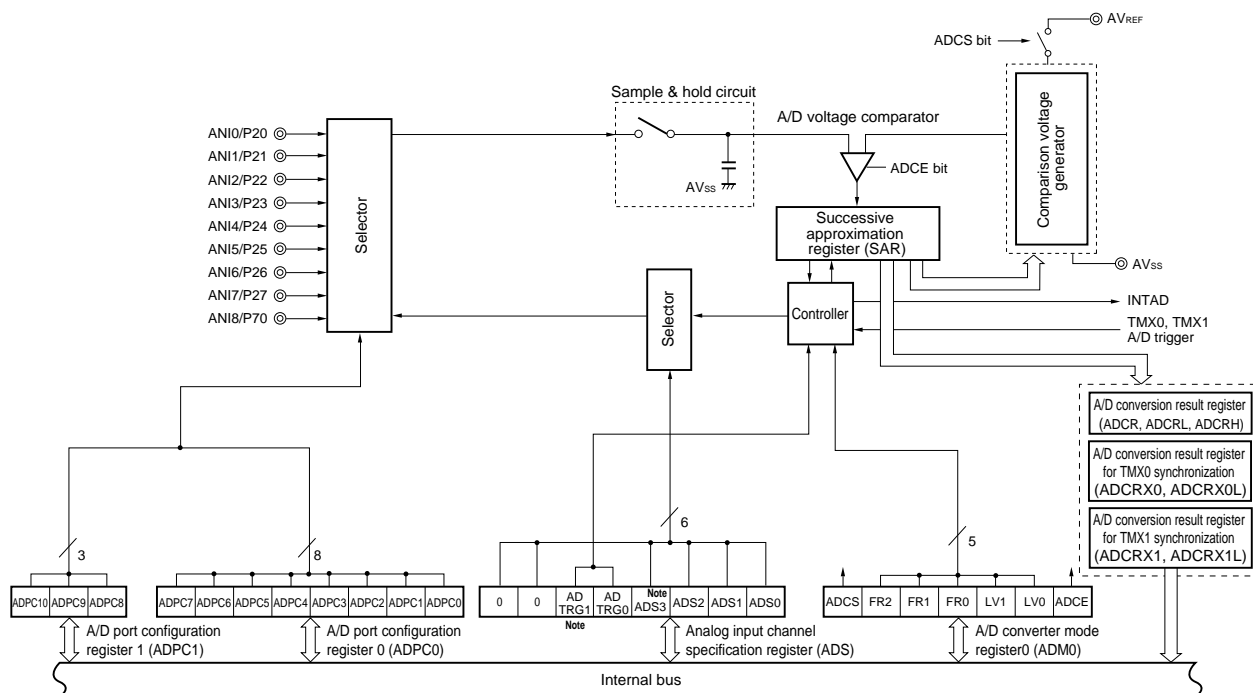 AVREF
ADCS bit
Sample & hold circuit
A/D voltage comparator
Comparison voltage
generator
ANI0/P20
ANI1/P21
ANI2/P22
ANI3/P23
ANI4/P24
ANI5/P25
ANI6/P26
ANI7/P27
ANI8/P70
Selector
AVSS
ADCE bit
Successive
approximation
register (SAR)
AVSS
Selector
Controller
INTAD
TMX0, TMX1
A/D trigger
A/D conversion result register
(ADCR, ADCRL, ADCRH)
A/D conversion result register
for TMX0 synchronization
(ADCRX0, ADCRX0L)
A/D conversion result register
for TMX1 synchronization
(ADCRX1, ADCRX1L)
3
8
6
5
ADPC10 ADPC9 ADPC8
ADPC7 ADPC6 ADPC5 ADPC4 ADPC3 ADPC2 ADPC1 ADPC0
0 0 AD TRG1 AD TRG0 Note ADS3 ADS2 ADS1 ADS0
Note
ADCS FR2 FR1 FR0 LV1 LV0 ADCE
A/D port configuration
register 1 (ADPC1)
A/D port configuration
register 0 (ADPC0)
Analog input channel
specification register (ADS)
A/D converter mode
register0 (ADM0)
Internal bus